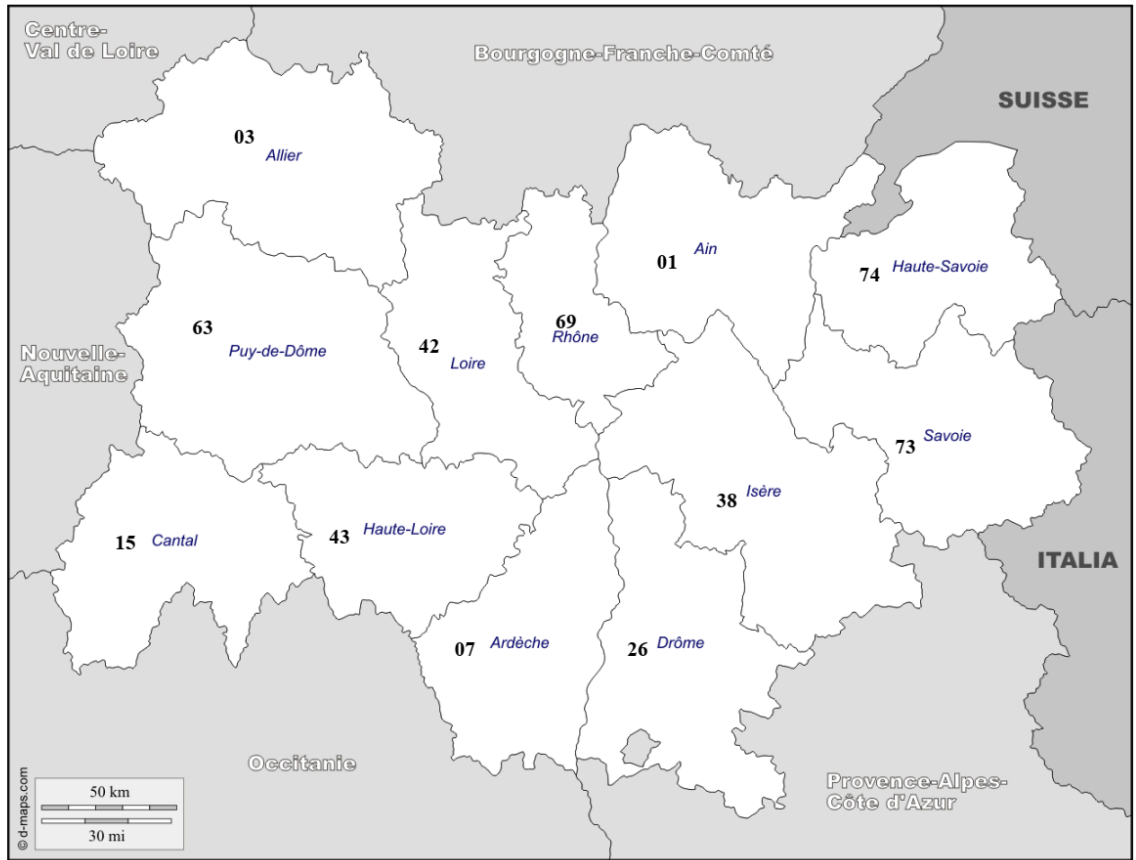 Centre-
Val de Loire
Bourgogne-Franche-Comté
SUISSE
03
Allier
01
Ain
74
Haute-Savoie
63
Puy-de-Dôme
42
Loire
69
Rhône
Nouvelle-
Aquitaine
73
Savoie
38
Isère
15
Cantal
43
Haute-Loire
ITALIA
07
Ardèche
26
Drôme
Occitanie
Provence-Alpes-
Côte d'Azur
50 km
30 mi
© d-maps.com